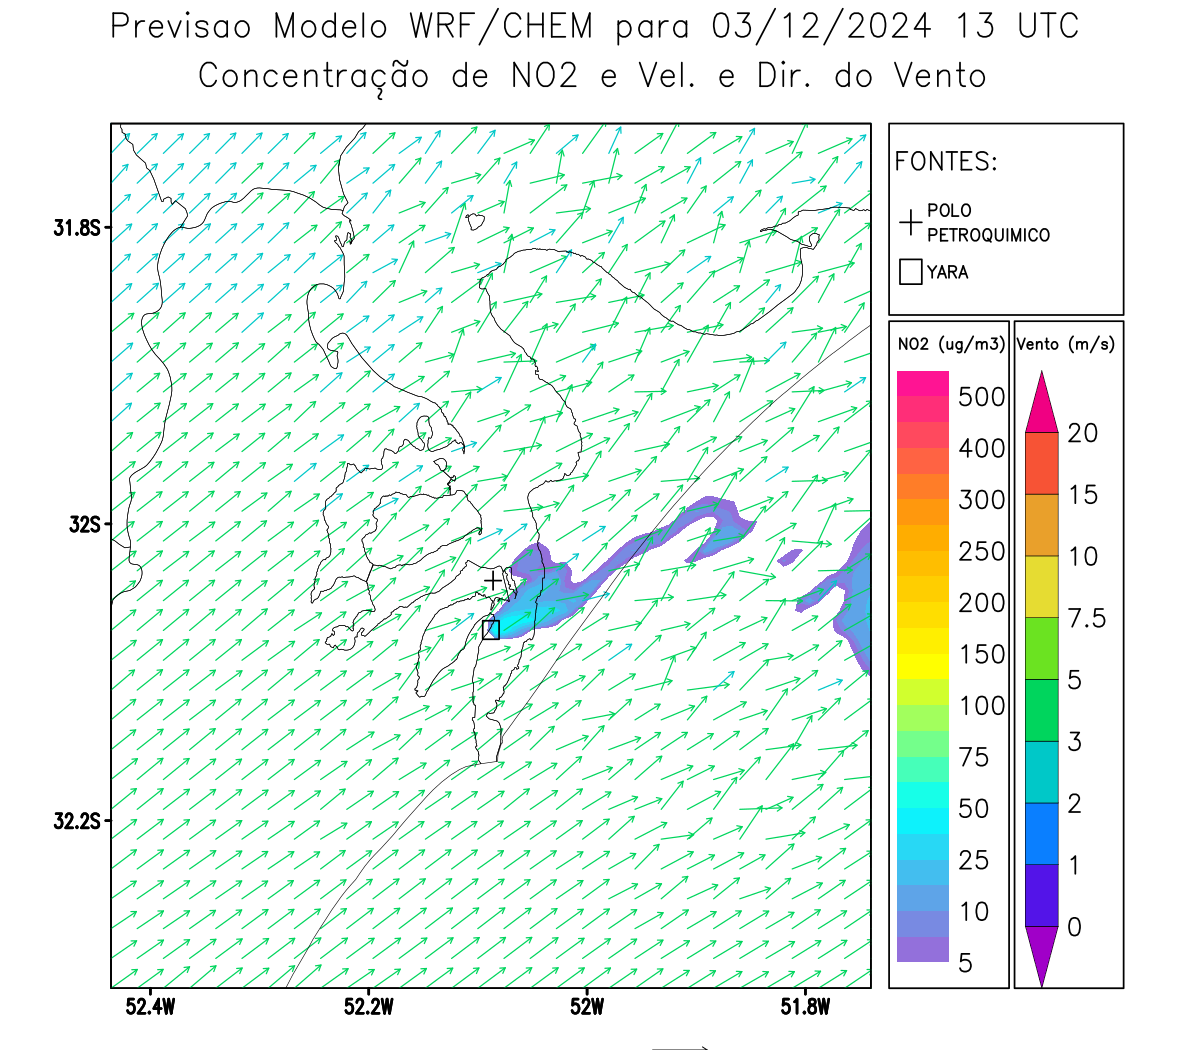 Previsao Modelo WRF/CHEM para 03/12/2024 13 UTC
Concentração de NO2 e Vel. e Dir. do Vento
FONTES:
POLO
PETROQUIMICO
YARA
31.8S
32S
32.2S
52.4W
52.2W
52W
51.8W
NO2 (ug/m3)
500
400
300
250
200
150
100
75
50
25
10
5
Vento (m/s)
20
15
10
7.5
5
3
2
1
0